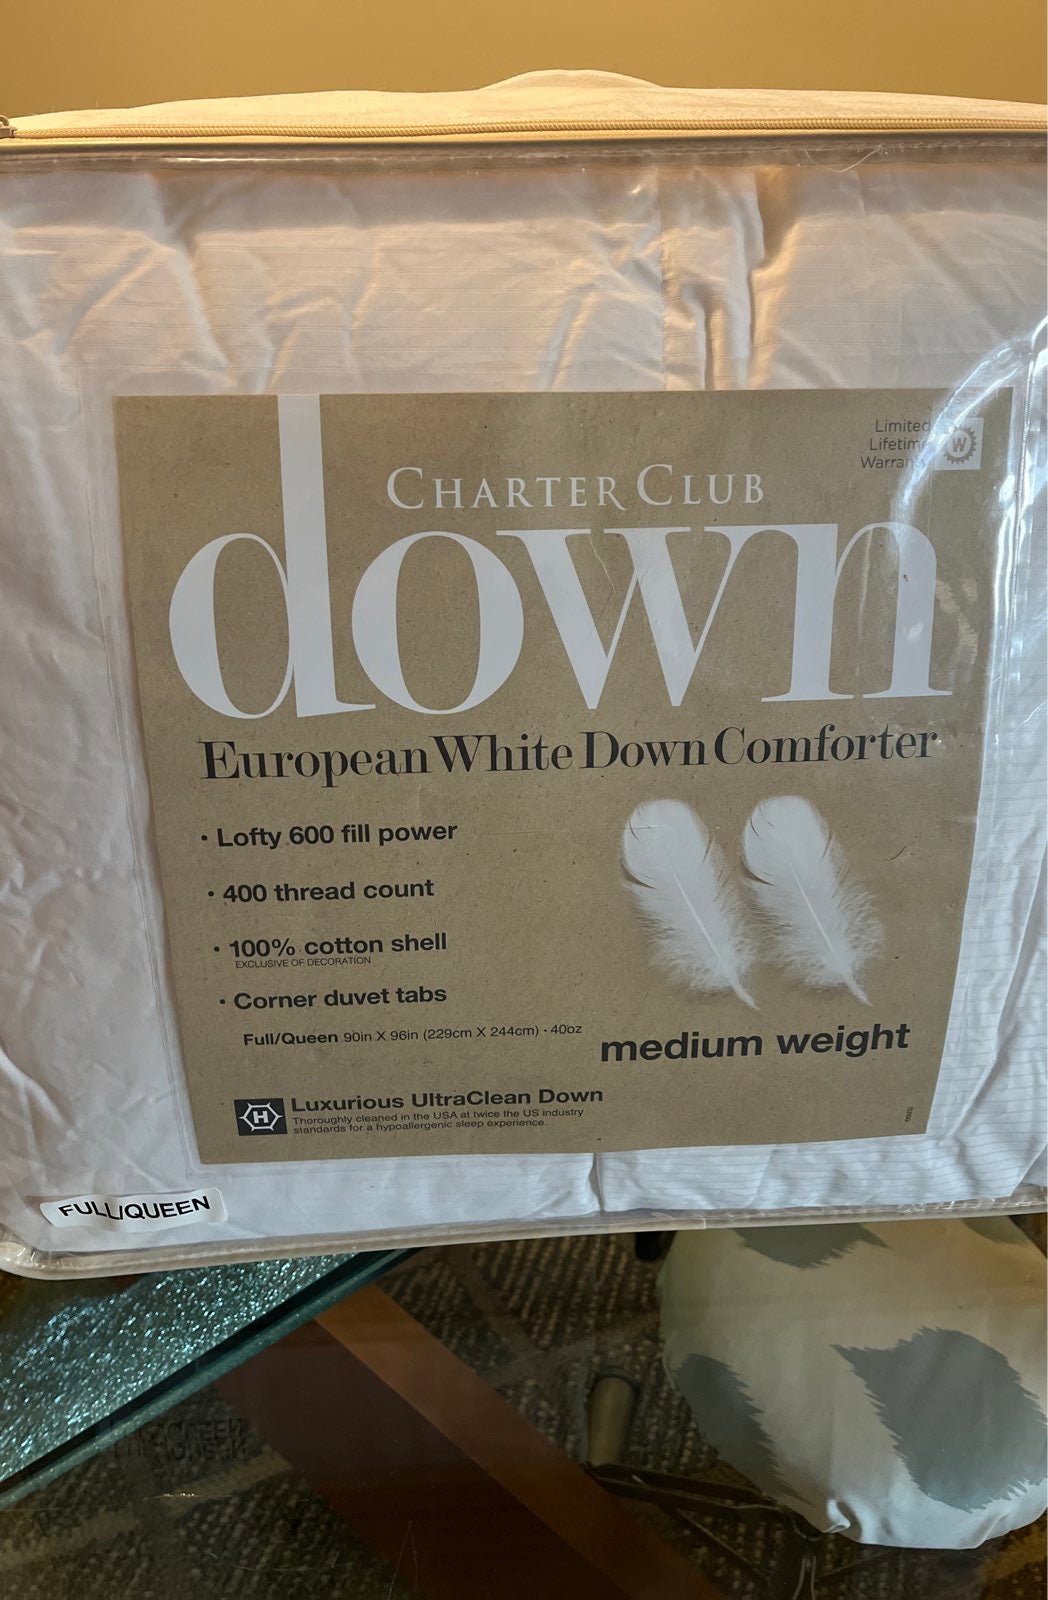 Limited
Lifetime
Warran
W
CHARTER CLUB
down
European White Down Comforter
• Lofty 600 fill power
• 400 thread count
• 100% cotton shell
EXCLUSIVE OF DECORATION
• Corner duvet tabs
Full/Queen 90in X 96in (229cm X 244cm) · 40oz
medium weight
H
Luxurious UltraClean Down
Thoroughly cleaned in the USA at twice the US industry
standards for a hypoallergenic sleep experience.
FULL/QUEEN